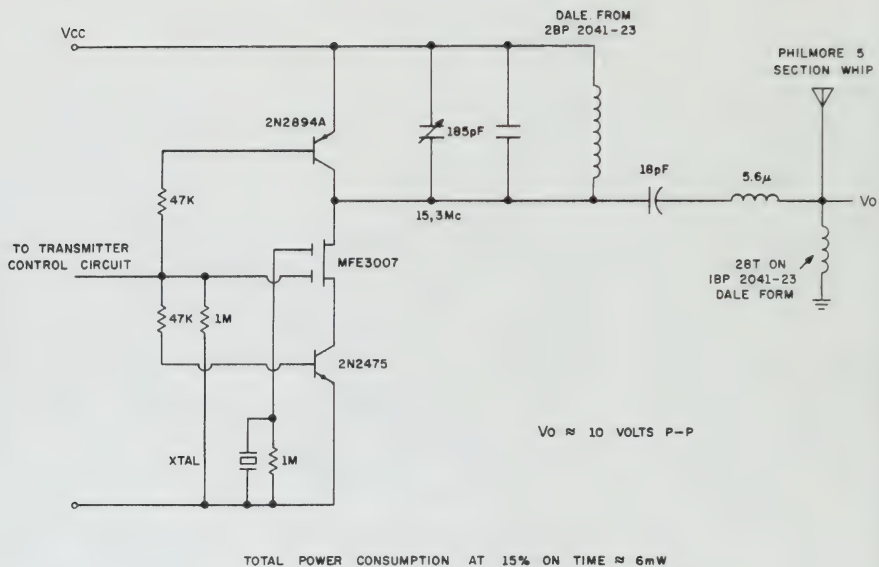 DALE FROM
2BP 2041-23
Vcc
PHILMORE 5
SECTION WHIP
2N2894A
185pF
18pF
5.6μ
47K
Vo
15,3Mc
TO TRANSMITTER
CONTROL CIRCUIT
MFE3007
28T ON
1BP 2041-23
DALE FORM
47K
1M
2N2475
Vo ≈ 10 VOLTS P-P
XTAL
1M
TOTAL POWER CONSUMPTION AT 15% ON TIME ≈ 6mW